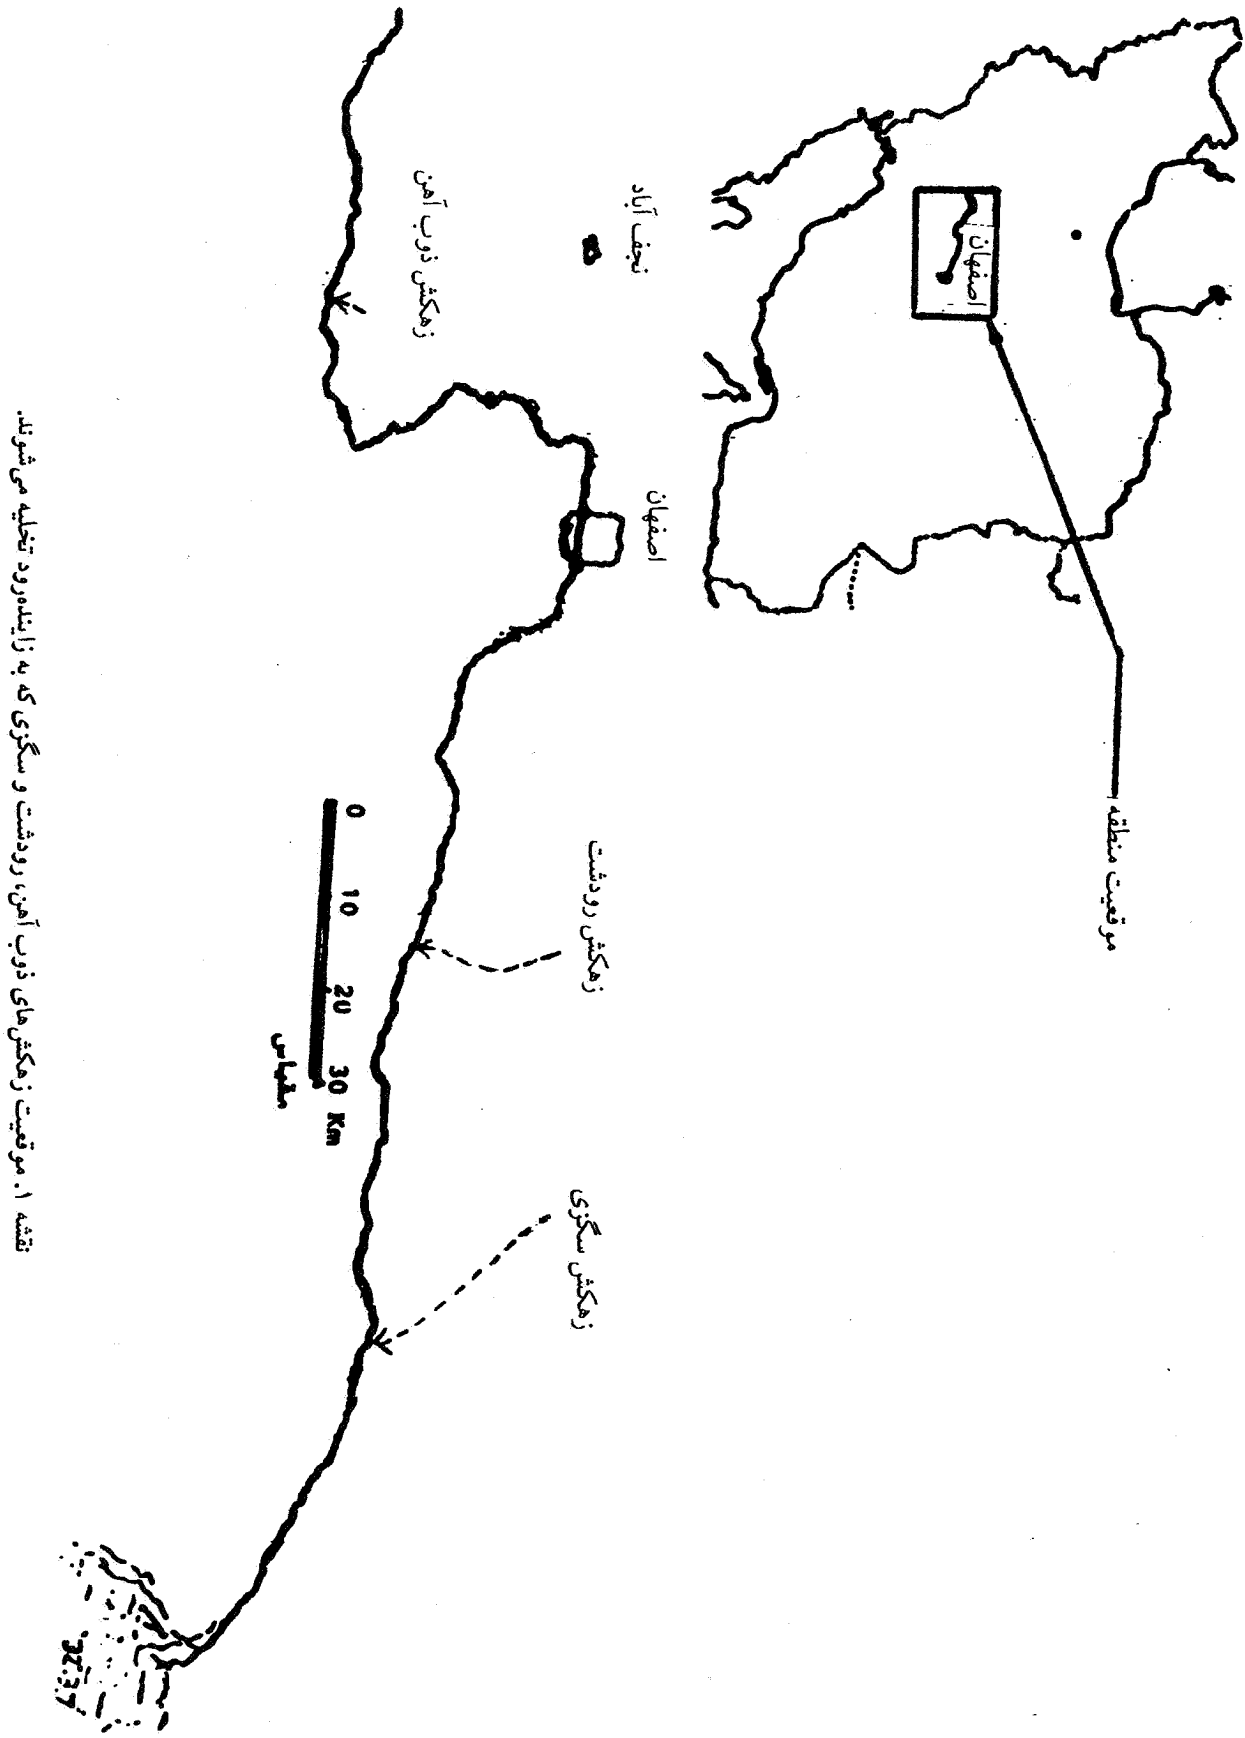 موقعیت منطقه
اصفهان
نجف آباد
اصفهان
زهکش ذوب آهن
زهکش رودشت
زهکش سگزی
0 10 20 30 Km
مقیاس
نقشه ۱. موقعیت زهکش‌های ذوب آهن، رودشت و سگزی که به زاینده‌رود تخلیه می‌شوند.